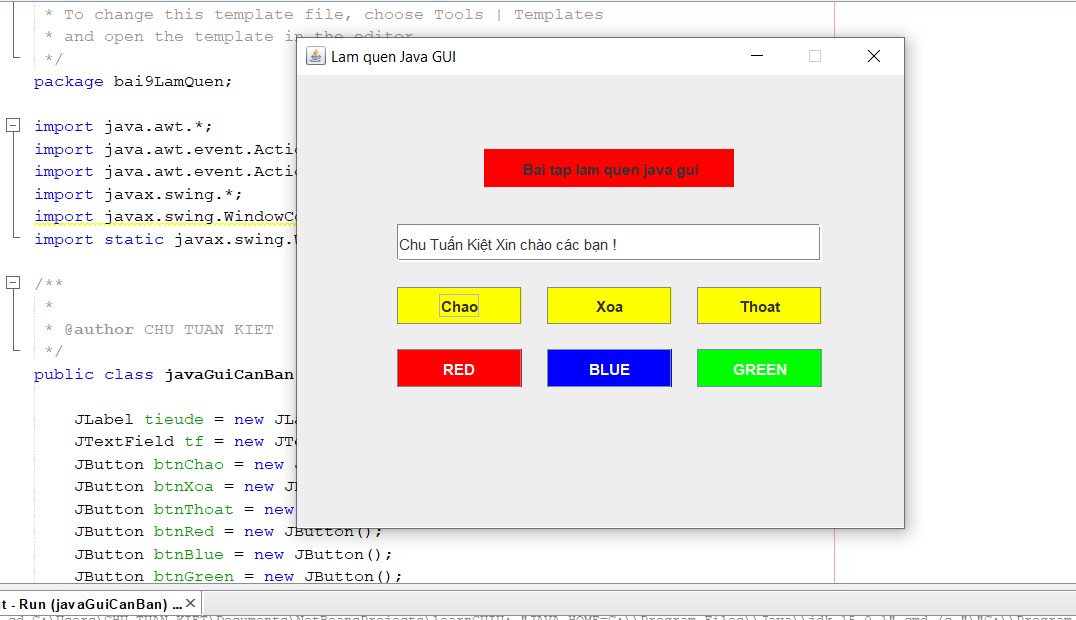 * To change this template file, choose Tools | Templates
* and open the template in the editor
*/
package bai9LamQuen;
import java.awt.*;
import java.awt.event.Actio
import java.awt.event.Actio
import javax.swing.*;
import javax.swing.WindowCo
import static javax.swing.W
/**
*
* @author CHU TUAN KIET
*/
public class javaGuiCanBan
JLabel tieude = new JLa
JTextField tf = new JTe
JButton btnChao = new J
JButton btnXoa = new JB
JButton btnThoat = new
JButton btnRed = new JButton();
JButton btnBlue = new JButton();
JButton btnGreen = new JButton();
Lam quen Java GUI
Bai tap lam quen java gui
Chu Tuấn Kiệt Xin chào các bạn !
Chao Xoa Thoat
RED BLUE GREEN
t - Run (javaGuiCanBan) ...